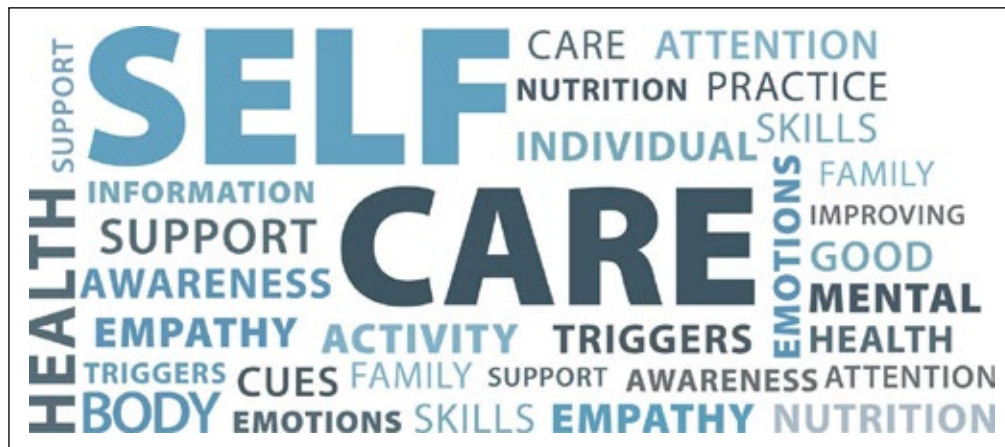 SUPPORT
SELF
CARE ATTENTION
NUTRITION PRACTICE
INDIVIDUAL
SKILLS
INFORMATION
SUPPORT
AWARENESS
HEALTH
CARE
EMOTIONS
FAMILY
IMPROVING
GOOD
MENTAL
HEALTH
EMPATHY ACTIVITY TRIGGERS
TRIGGERS CUES FAMILY SUPPORT AWARENESS ATTENTION
BODY EMOTIONS SKILLS EMPATHY NUTRITION